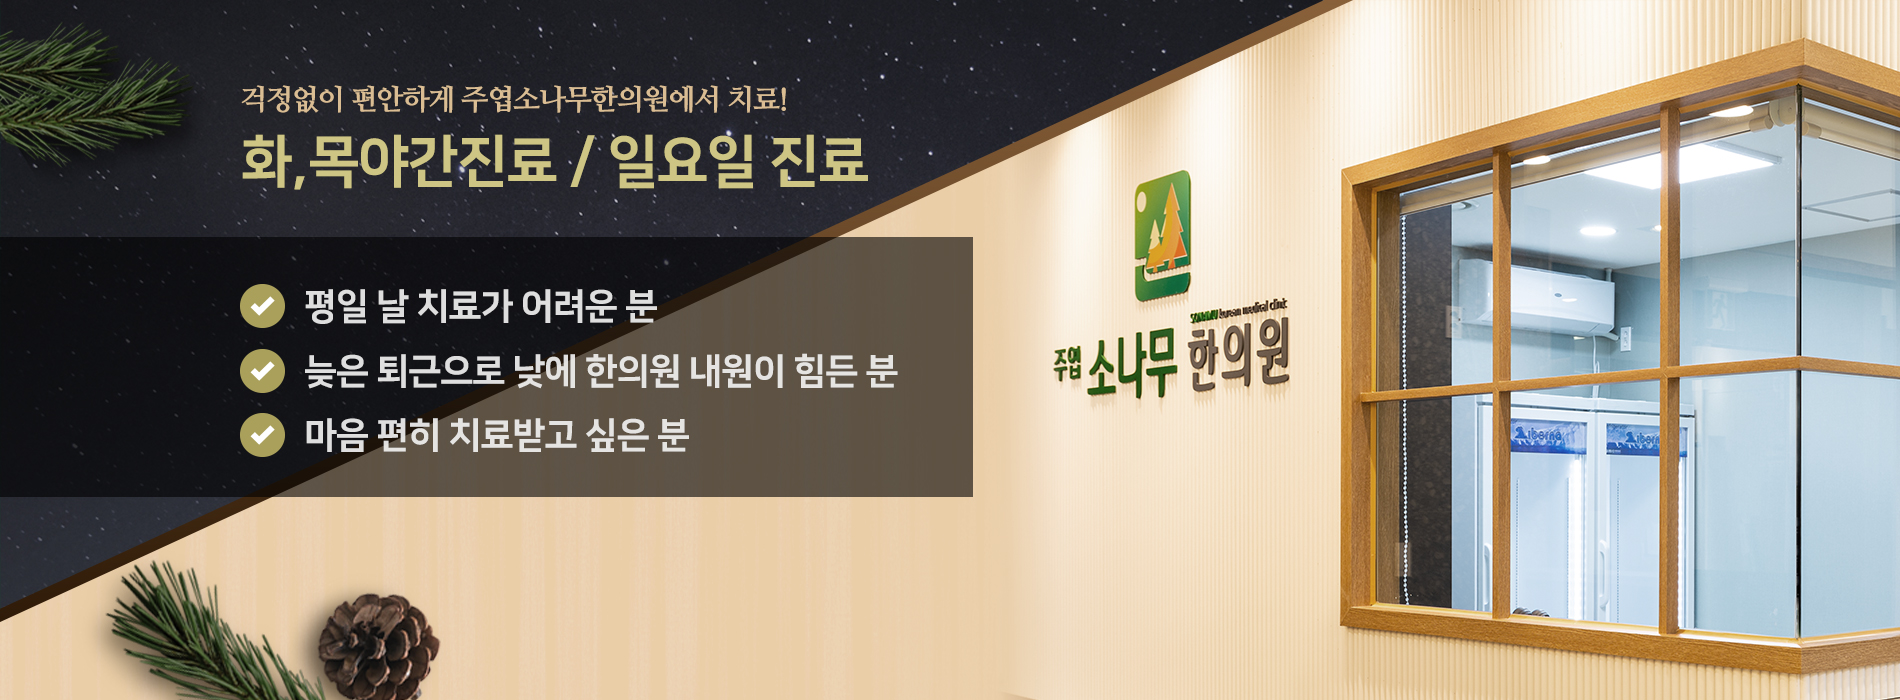 걱정없이 편안하게 주엽소나무한의원에서 치료!
화,목야간진료 / 일요일 진료
평일 날 치료가 어려운 분
늦은 퇴근으로 낮에 한의원 내원이 힘든 분
마음 편히 치료받고 싶은 분
SONAMU korean medical clinic
주엽 소나무 한의원